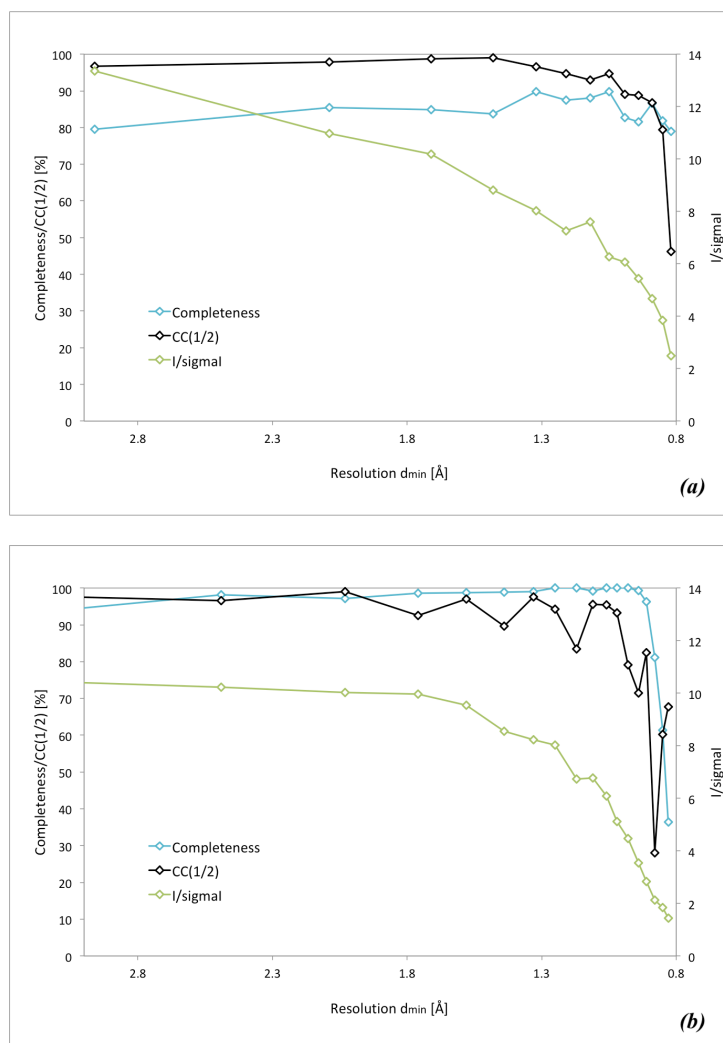 100
90
80
70
60
50
40
30
20
10
0
Completeness/CC(1/2) [%]
14
12
10
8
6
4
2
0
I/sigmaI
Completeness
CC(1/2)
I/sigmaI
2.8 2.3 1.8 1.3 0.8
Resolution dmin [Å]
(a)
100
90
80
70
60
50
40
30
20
10
0
Completeness/CC(1/2) [%]
14
12
10
8
6
4
2
0
I/sigmaI
Completeness
CC(1/2)
I/sigmaI
2.8 2.3 1.8 1.3 0.8
Resolution dmin [Å]
(b)